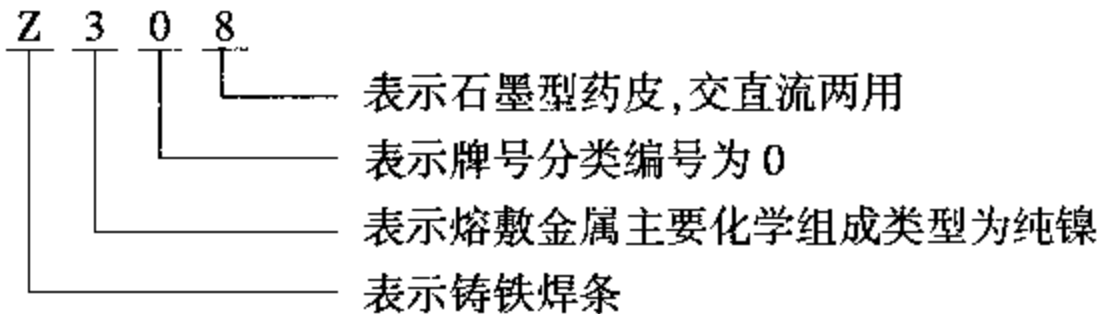 Z 3 0 8
表示石墨型药皮,交直流两用
表示牌号分类编号为0
表示熔敷金属主要化学组成类型为纯镍
表示铸铁焊条